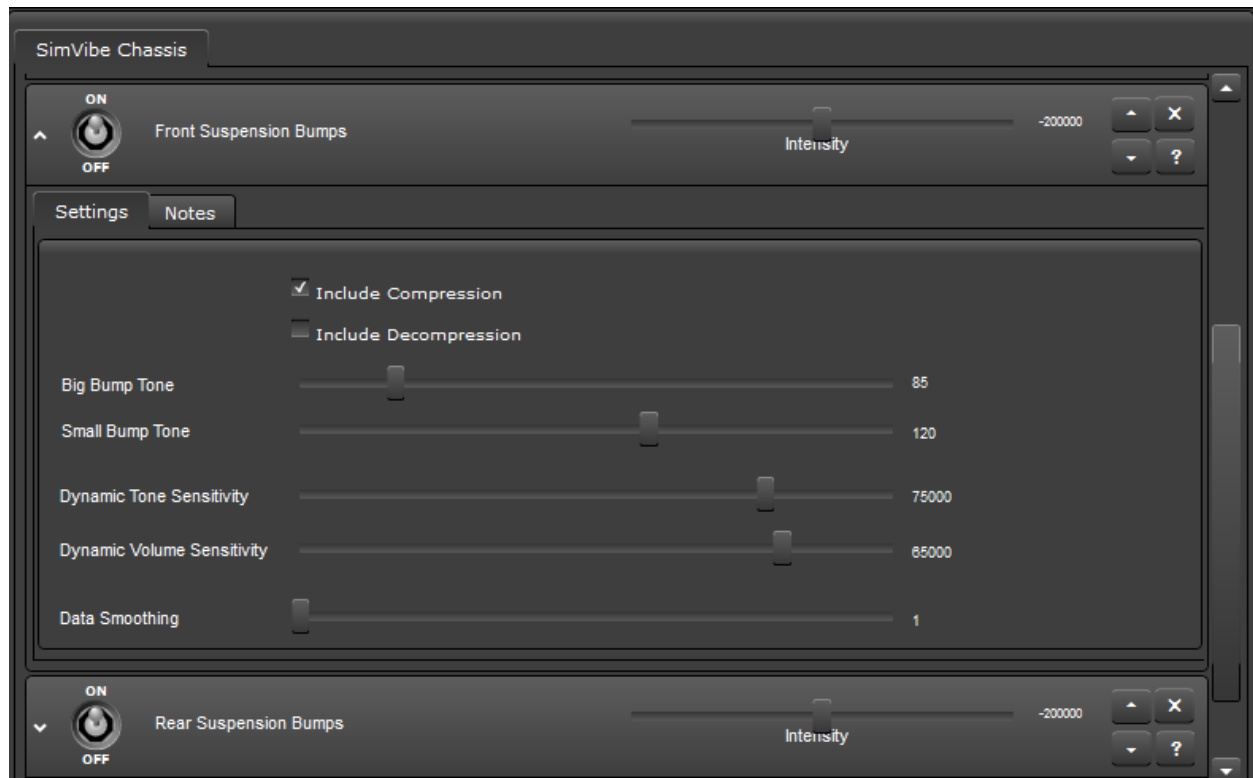 SimVibe Chassis
ON
Front Suspension Bumps
-200000
Intensity
OFF
Settings Notes
Include Compression
Include Decompression
Big Bump Tone 85
Small Bump Tone 120
Dynamic Tone Sensitivity 75000
Dynamic Volume Sensitivity 65000
Data Smoothing 1
ON
Rear Suspension Bumps
-200000
Intensity
OFF